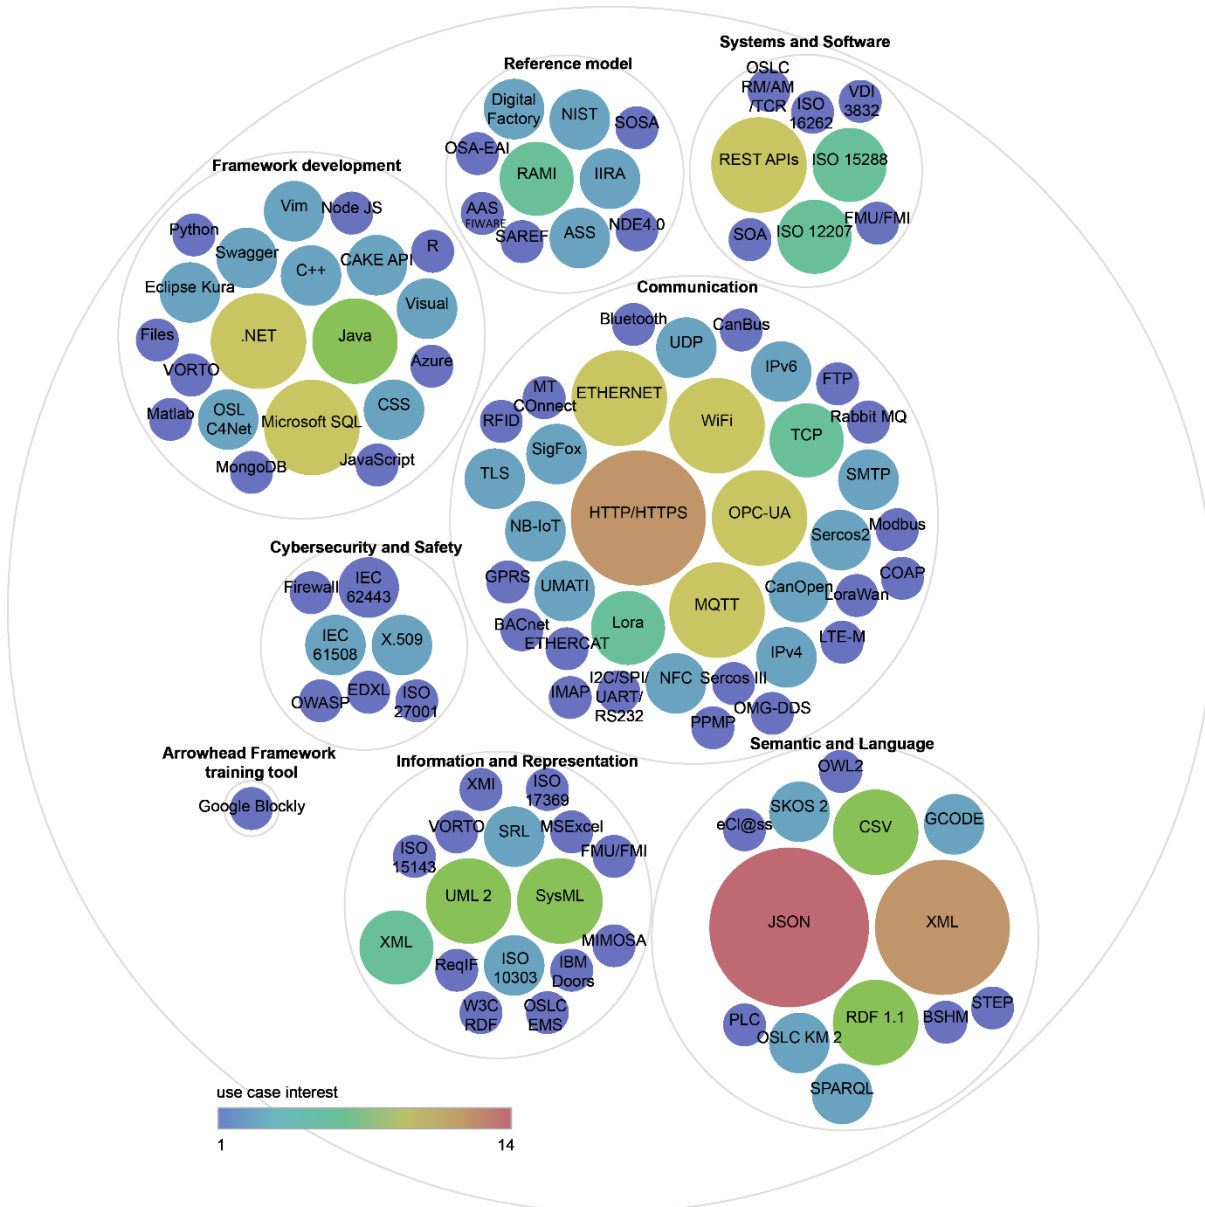 Systems and Software
OSLC
RM/AM
/TCR
ISO
16262
VDI
3832
REST APIs
ISO 15288
SOA
ISO 12207
FMU/FMI
Reference model
Digital
Factory
NIST
SOSA
OSA-EAI
RAMI
IIRA
AAS
FIWARE
SAREF
ASS
NDE4.0
Framework development
Vim
Node JS
Python
Swagger
C++
CAKE API
R
Eclipse Kura
Visual
Files
.NET
Java
VORTO
Azure
Matlab
OSL
C4Net
Microsoft SQL
CSS
MongoDB
JavaScript
Communication
Bluetooth
UDP
CanBus
IPv6
FTP
MT
COnnect
ETHERNET
WiFi
TCP
Rabbit MQ
RFID
SigFox
TLS
SMTP
HTTP/HTTPS
OPC-UA
NB-IoT
Sercos2
Modbus
GPRS
UMATI
CanOpen
COAP
LoraWan
BACnet
ETHERCAT
Lora
MQTT
LTE-M
IPv4
IMAP
I2C/SPI/
UART/
RS232
NFC
Sercos III
PPMP
OMG-DDS
Cybersecurity and Safety
Firewall
IEC
62443
IEC
61508
X.509
OWASP
EDXL
ISO
27001
Arrowhead Framework
training tool
Google Blockly
Information and Representation
XMI
ISO
17369
VORTO
SRL
MSExcel
ISO
15143
FMU/FMI
UML 2
SysML
XML
MIMOSA
ReqIF
ISO
10303
IBM
Doors
W3C
RDF
OSLC
EMS
Semantic and Language
OWL2
SKOS 2
CSV
GCODE
eCl@ss
JSON
XML
PLC
OSLC KM 2
RDF 1.1
BSHM
STEP
SPARQL
use case interest
1
14